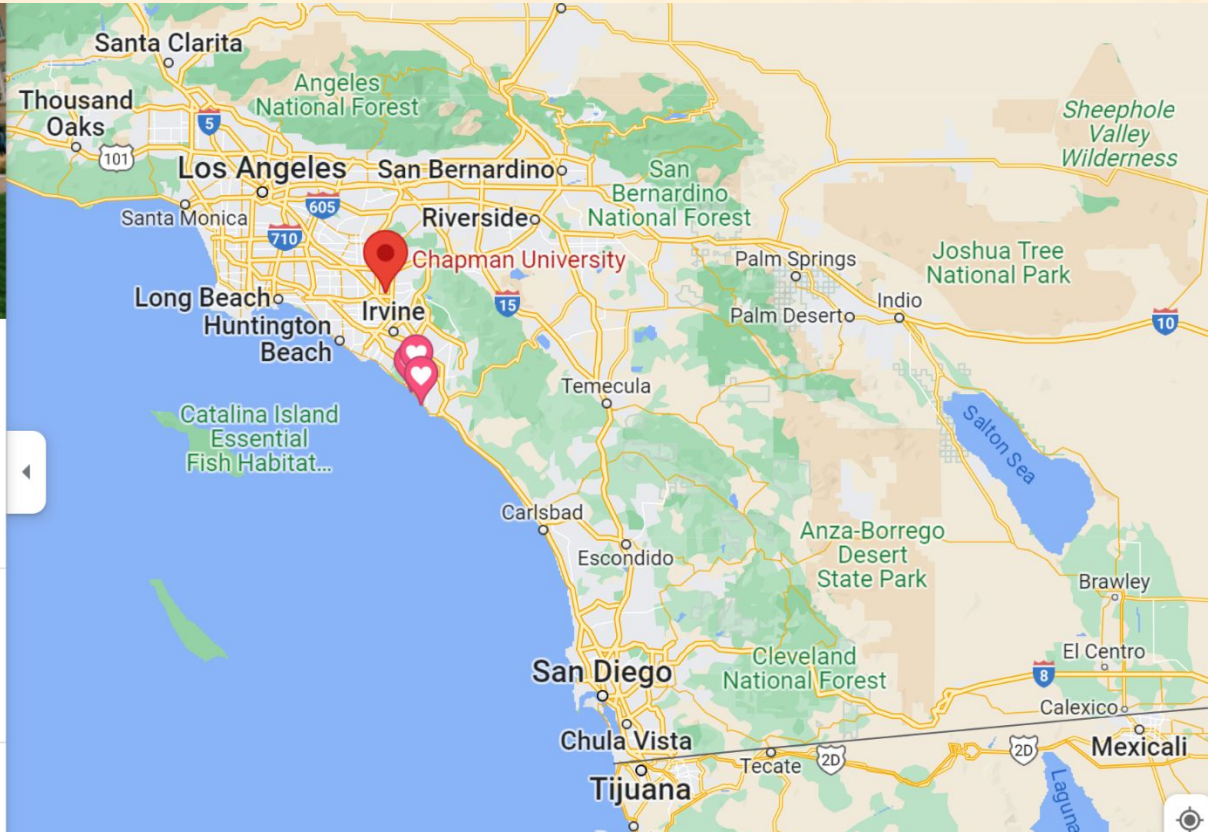 Santa Clarita
Angeles
National Forest
Thousand
Oaks
5
101
Sheephole
Valley
Wilderness
Los Angeles
San Bernardino
San
Bernardino
National Forest
605
Santa Monica
Riverside
710
Chapman University
Palm Springs
Joshua Tree
National Park
Long Beach
Irvine
15
Indio
Palm Desert
10
Huntington
Beach
Temecula
Catalina Island
Essential
Fish Habitat...
Salton Sea
Carlsbad
Escondido
Anza-Borrego
Desert
State Park
Brawley
El Centro
San Diego
Cleveland
National Forest
8
Calexico
Chula Vista
Mexicali
Tecate
2D
2D
Tijuana
Laguna